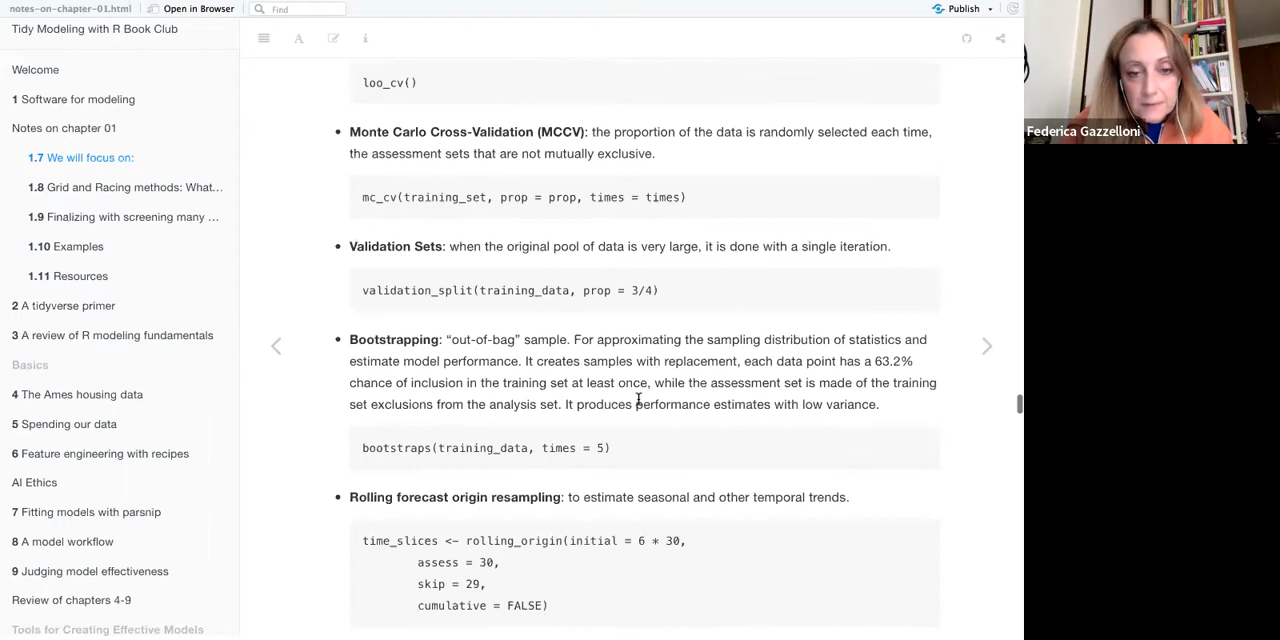 notes-on-chapter-01.html
Open in Browser
Find
Publish
Tidy Modeling with R Book Club
Welcome
1 Software for modeling
Notes on chapter 01
1.7 We will focus on:
1.8 Grid and Racing methods: What...
1.9 Finalizing with screening many ...
1.10 Examples
1.11 Resources
2 A tidyverse primer
3 A review of R modeling fundamentals
Basics
4 The Ames housing data
5 Spending our data
6 Feature engineering with recipes
AI Ethics
7 Fitting models with parsnip
8 A model workflow
9 Judging model effectiveness
Review of chapters 4-9
Tools for Creating Effective Models
loo_cv()
• Monte Carlo Cross-Validation (MCCV): the proportion of the data is randomly selected each time,
the assessment sets that are not mutually exclusive.
mc_cv(training_set, prop = prop, times = times)
• Validation Sets: when the original pool of data is very large, it is done with a single iteration.
validation_split(training_data, prop = 3/4)
• Bootstrapping: “out-of-bag” sample. For approximating the sampling distribution of statistics and
estimate model performance. It creates samples with replacement, each data point has a 63.2%
chance of inclusion in the training set at least once, while the assessment set is made of the training
set exclusions from the analysis set. It produces performance estimates with low variance.
bootstraps(training_data, times = 5)
• Rolling forecast origin resampling: to estimate seasonal and other temporal trends.
time_slices <- rolling_origin(initial = 6 * 30,
assess = 30,
skip = 29,
cumulative = FALSE)
Federica Gazzelloni